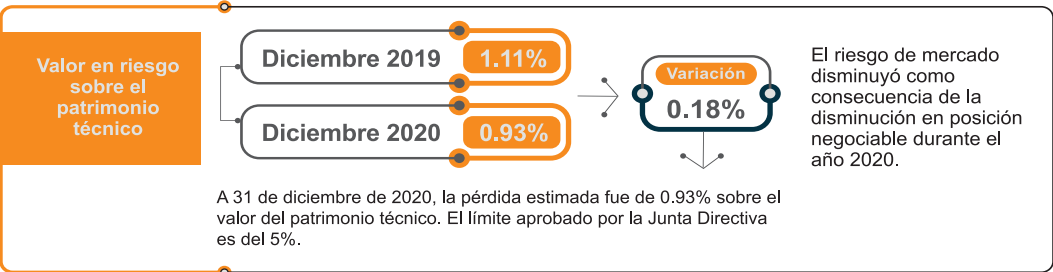 Valor en riesgo
sobre el
patrimonio
técnico
Diciembre 2019
1.11%
Diciembre 2020
0.93%
Variación
0.18%
El riesgo de mercado
disminuyó como
consecuencia de la
disminución en posición
negociable durante el
año 2020.
A 31 de diciembre de 2020, la pérdida estimada fue de 0.93% sobre el
valor del patrimonio técnico. El límite aprobado por la Junta Directiva
es del 5%.